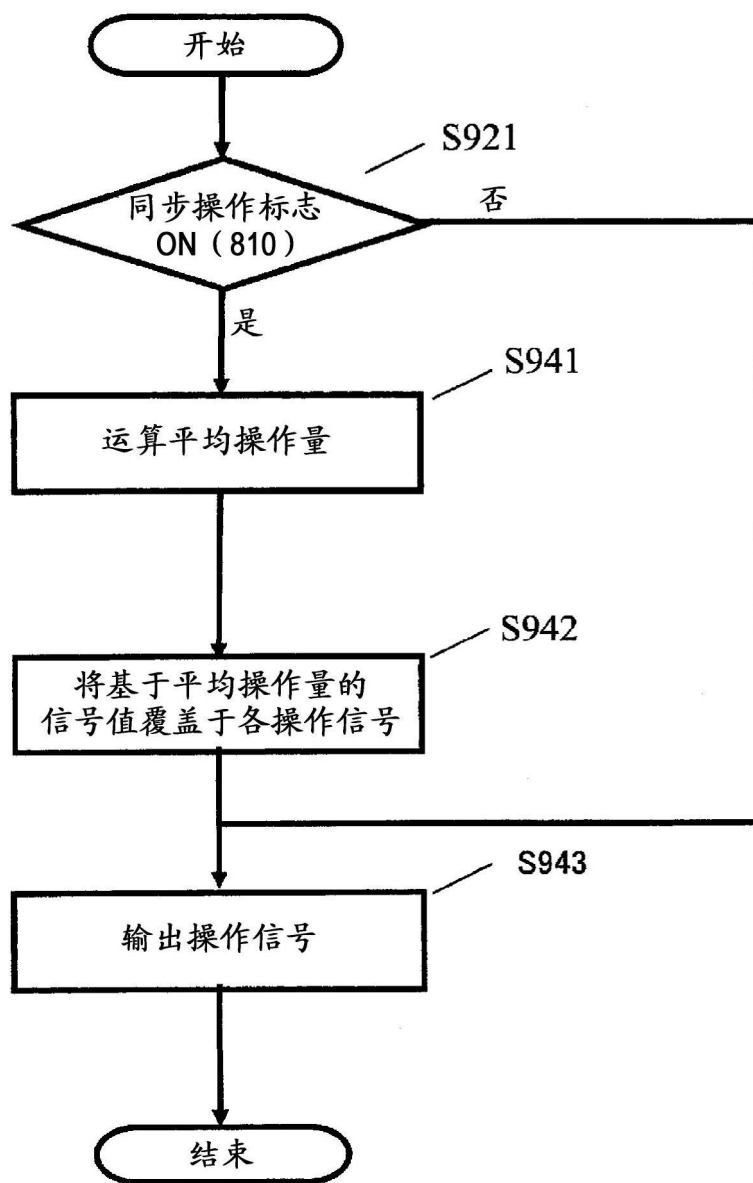 开始
S921
同步操作标志
ON（810）
否
是
S941
运算平均操作量
S942
将基于平均操作量的
信号值覆盖于各操作信号
S943
输出操作信号
结束